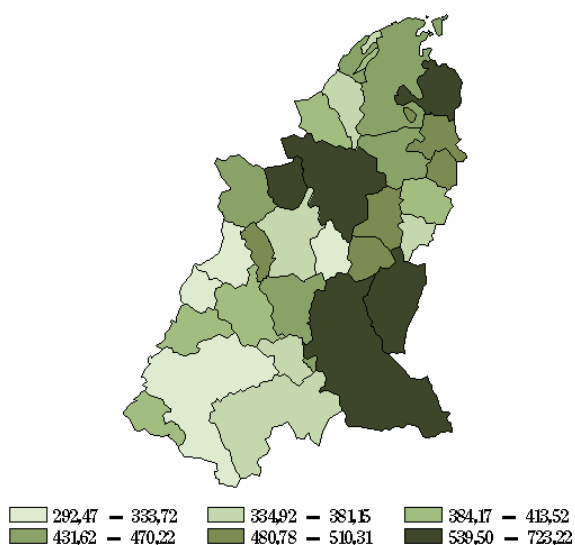 292,47 – 333,72 334,92 – 381,15 384,17 – 413,52
431,62 – 470,22 480,78 – 510,31 539,50 – 723,22